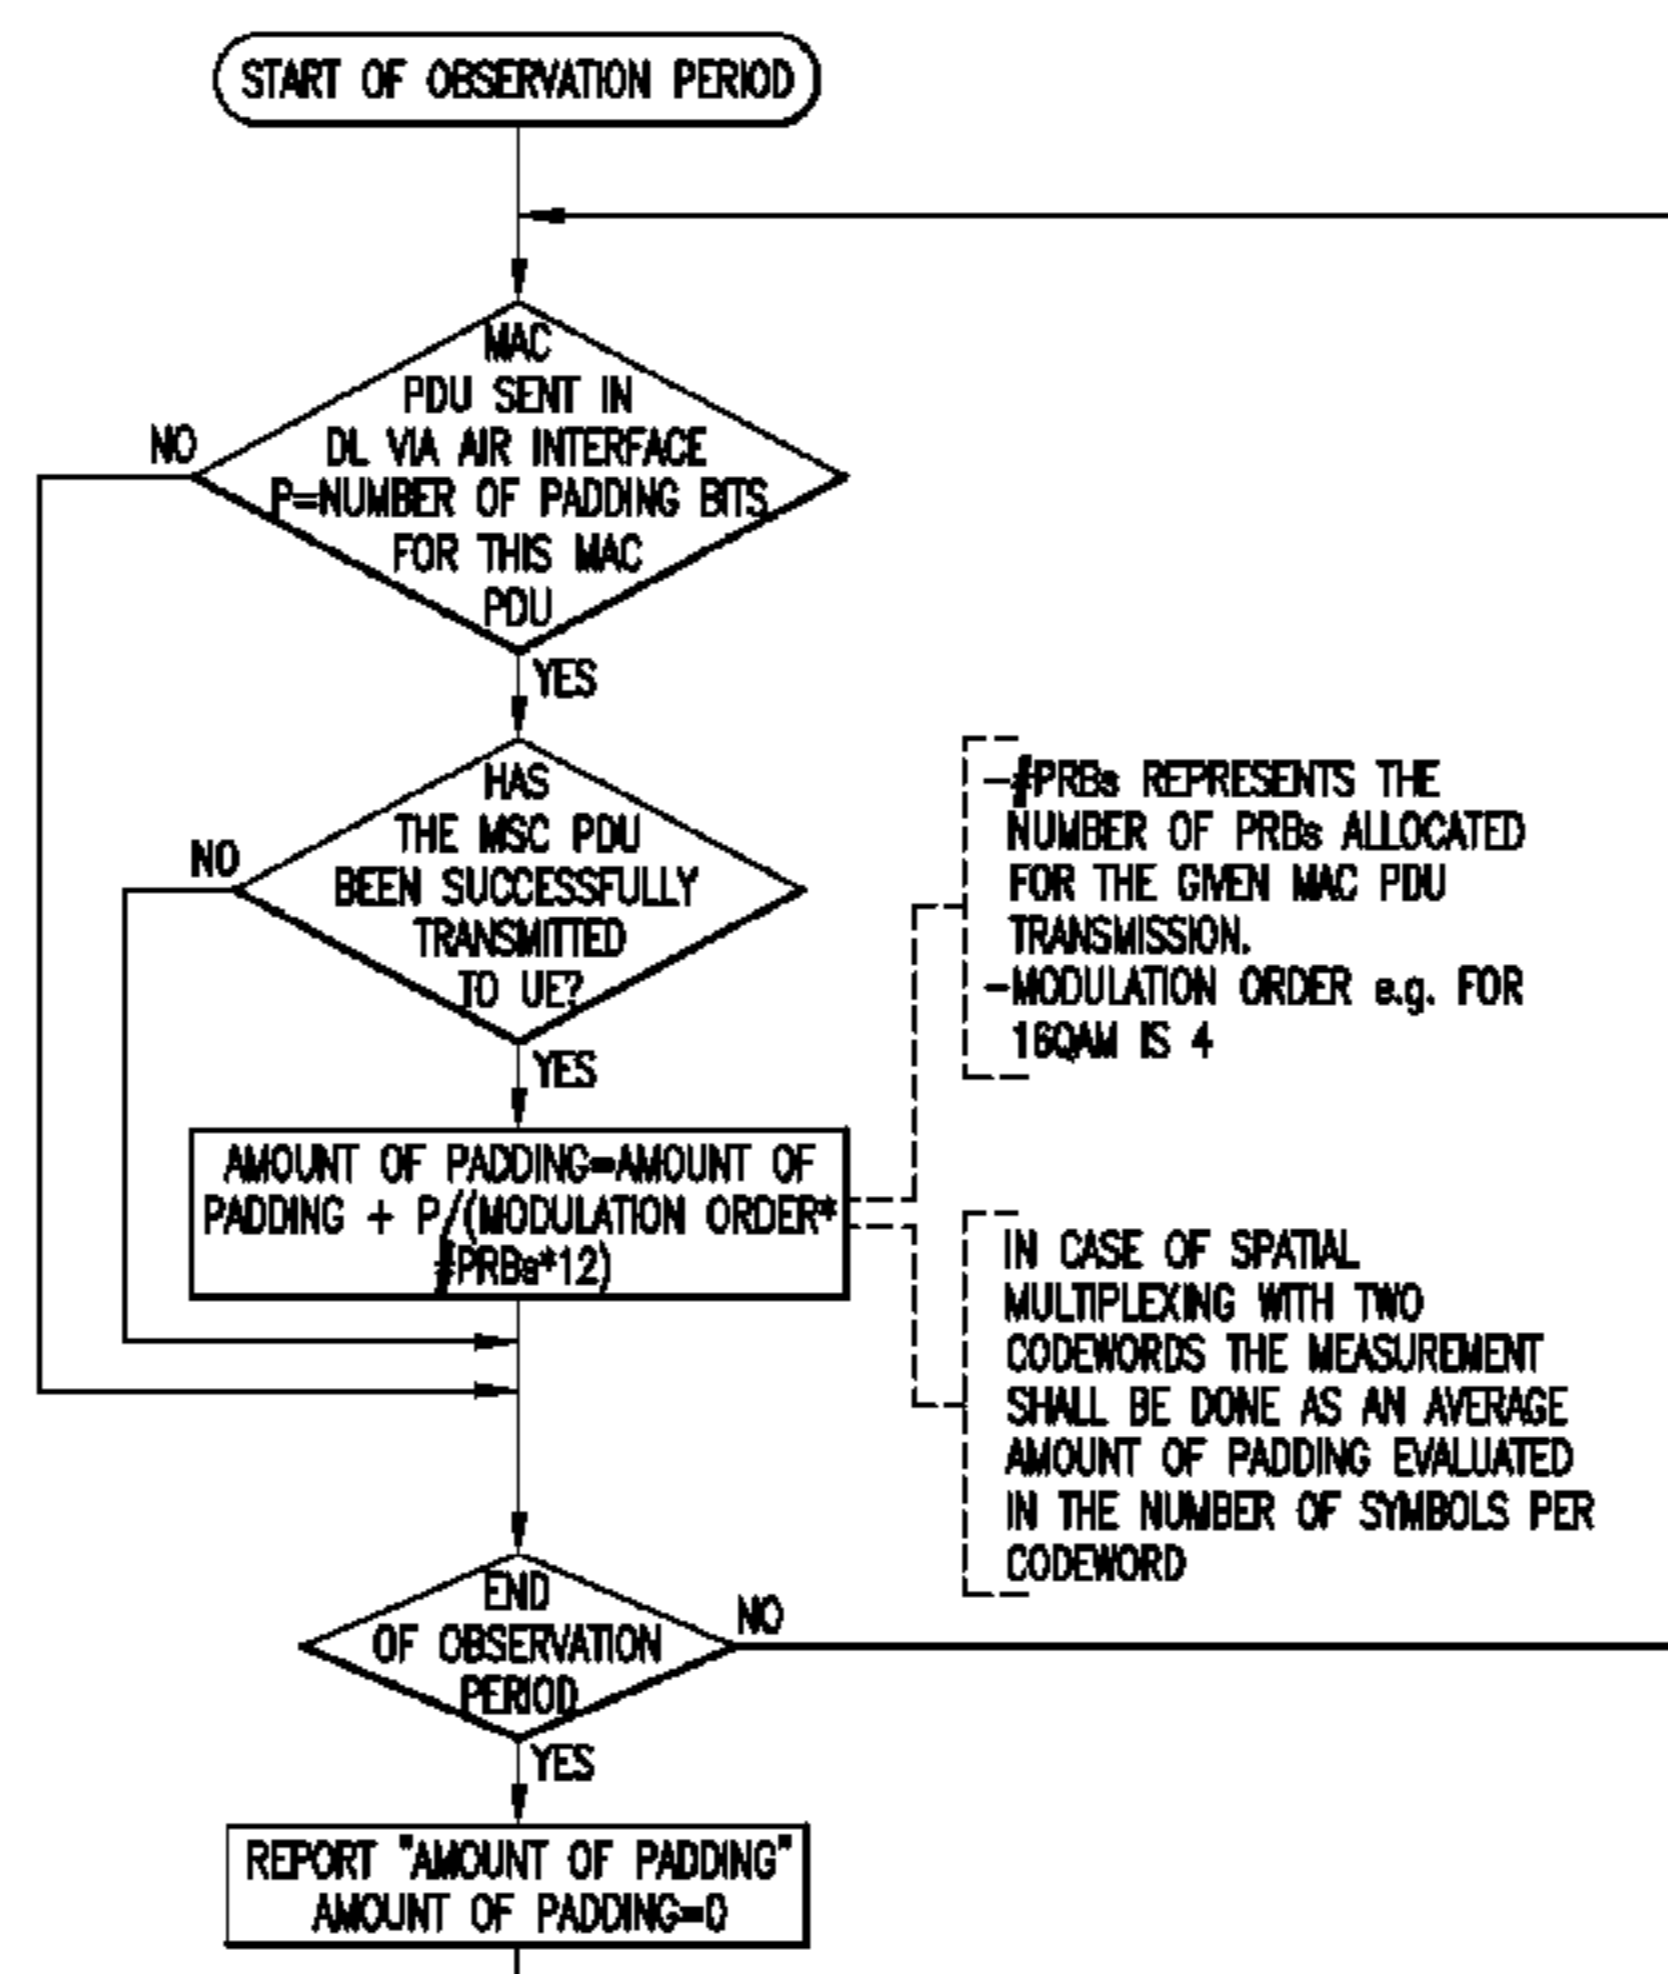 START OF OBSERVATION PERIOD
MAC
PDU SENT IN
DL VIA AIR INTERFACE
P=NUMBER OF PADDING BITS
FOR THIS MAC
PDU
NO
YES
HAS
THE MSC PDU
BEEN SUCCESSFULLY
TRANSMITTED
TO UE?
NO
YES
AMOUNT OF PADDING=AMOUNT OF
PADDING + P/(MODULATION ORDER*
#PRBs*12)
-#PRBs REPRESENTS THE
NUMBER OF PRBs ALLOCATED
FOR THE GIVEN MAC PDU
TRANSMISSION.
-MODULATION ORDER e.g. FOR
16QAM IS 4
IN CASE OF SPATIAL
MULTIPLEXING WITH TWO
CODEWORDS THE MEASUREMENT
SHALL BE DONE AS AN AVERAGE
AMOUNT OF PADDING EVALUATED
IN THE NUMBER OF SYMBOLS PER
CODEWORD
END
OF OBSERVATION
PERIOD
NO
YES
REPORT "AMOUNT OF PADDING"
AMOUNT OF PADDING=0